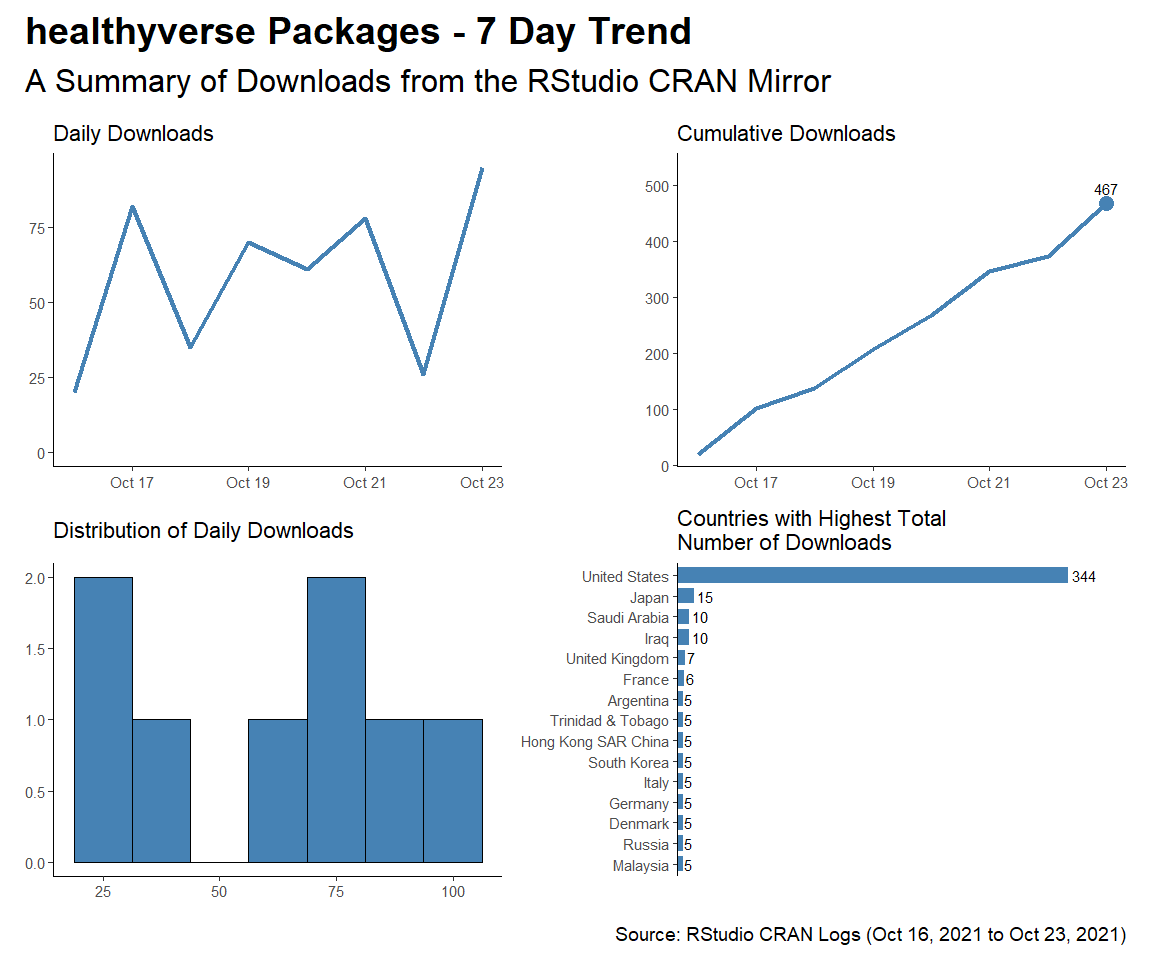 healthyverse Packages - 7 Day Trend
A Summary of Downloads from the RStudio CRAN Mirror
Daily Downloads
75
50
25
0
Oct 17 Oct 19 Oct 21 Oct 23
Cumulative Downloads
500
400
300
200
100
0
467
Oct 17 Oct 19 Oct 21 Oct 23
Distribution of Daily Downloads
2.0
1.5
1.0
0.5
0.0
25 50 75 100
Countries with Highest Total
Number of Downloads
United States 344
Japan 15
Saudi Arabia 10
Iraq 10
United Kingdom 7
France 6
Argentina 5
Trinidad & Tobago 5
Hong Kong SAR China 5
South Korea 5
Italy 5
Germany 5
Denmark 5
Russia 5
Malaysia 5
Source: RStudio CRAN Logs (Oct 16, 2021 to Oct 23, 2021)